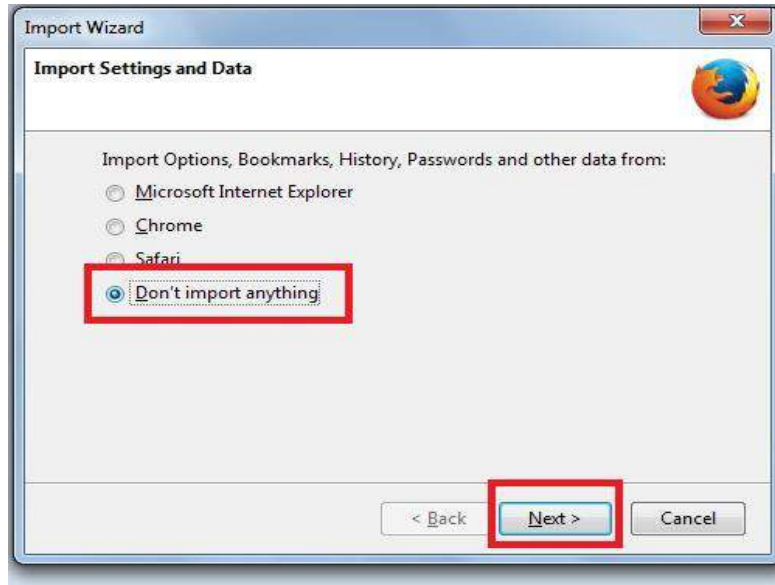 Import Wizard
Import Settings and Data
Import Options, Bookmarks, History, Passwords and other data from:
Microsoft Internet Explorer
Chrome
Safari
Don't import anything
< Back Next > Cancel